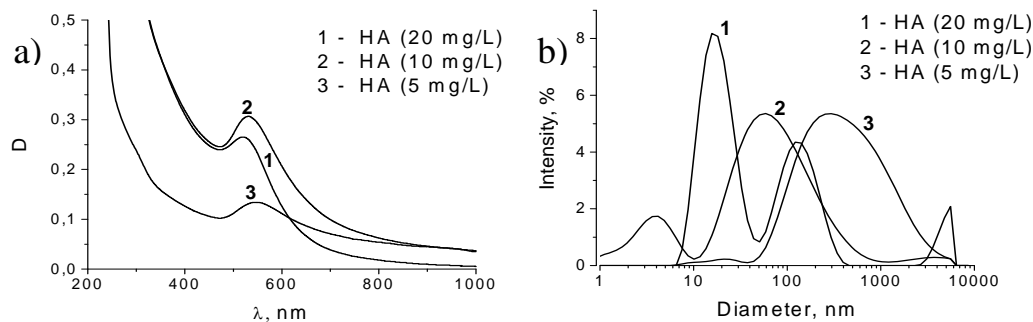 a)
0,5
0,4
0,3
0,2
0,1
0,0
D
1 - HA (20 mg/L)
2 - HA (10 mg/L)
3 - HA (5 mg/L)
2
1
3
200 400 600 800 1000
λ, nm
b)
8
6
4
2
0
Intensity, %
1 - HA (20 mg/L)
2 - HA (10 mg/L)
3 - HA (5 mg/L)
1
2
3
1 10 100 1000 10000
Diameter, nm